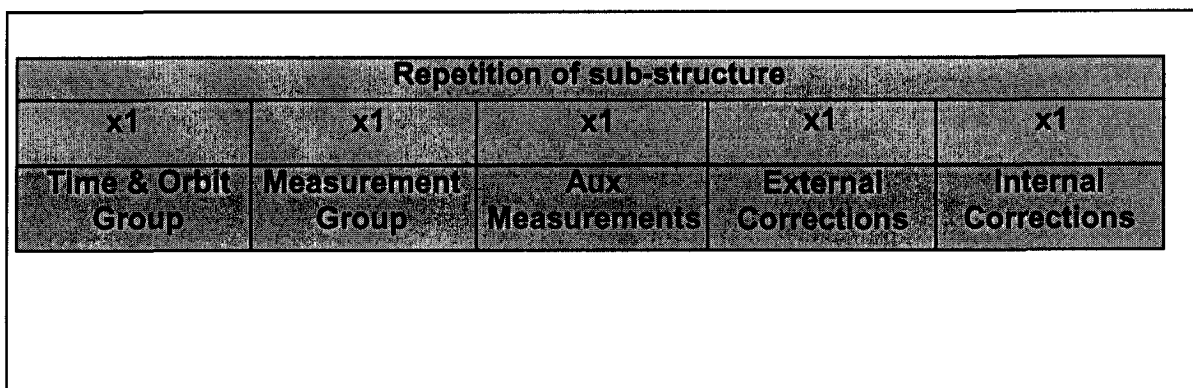 Repetition of sub-structure
x1 x1 x1 x1 x1
Time & Orbit Group Measurement Group Aux Measurements External Corrections Internal Corrections